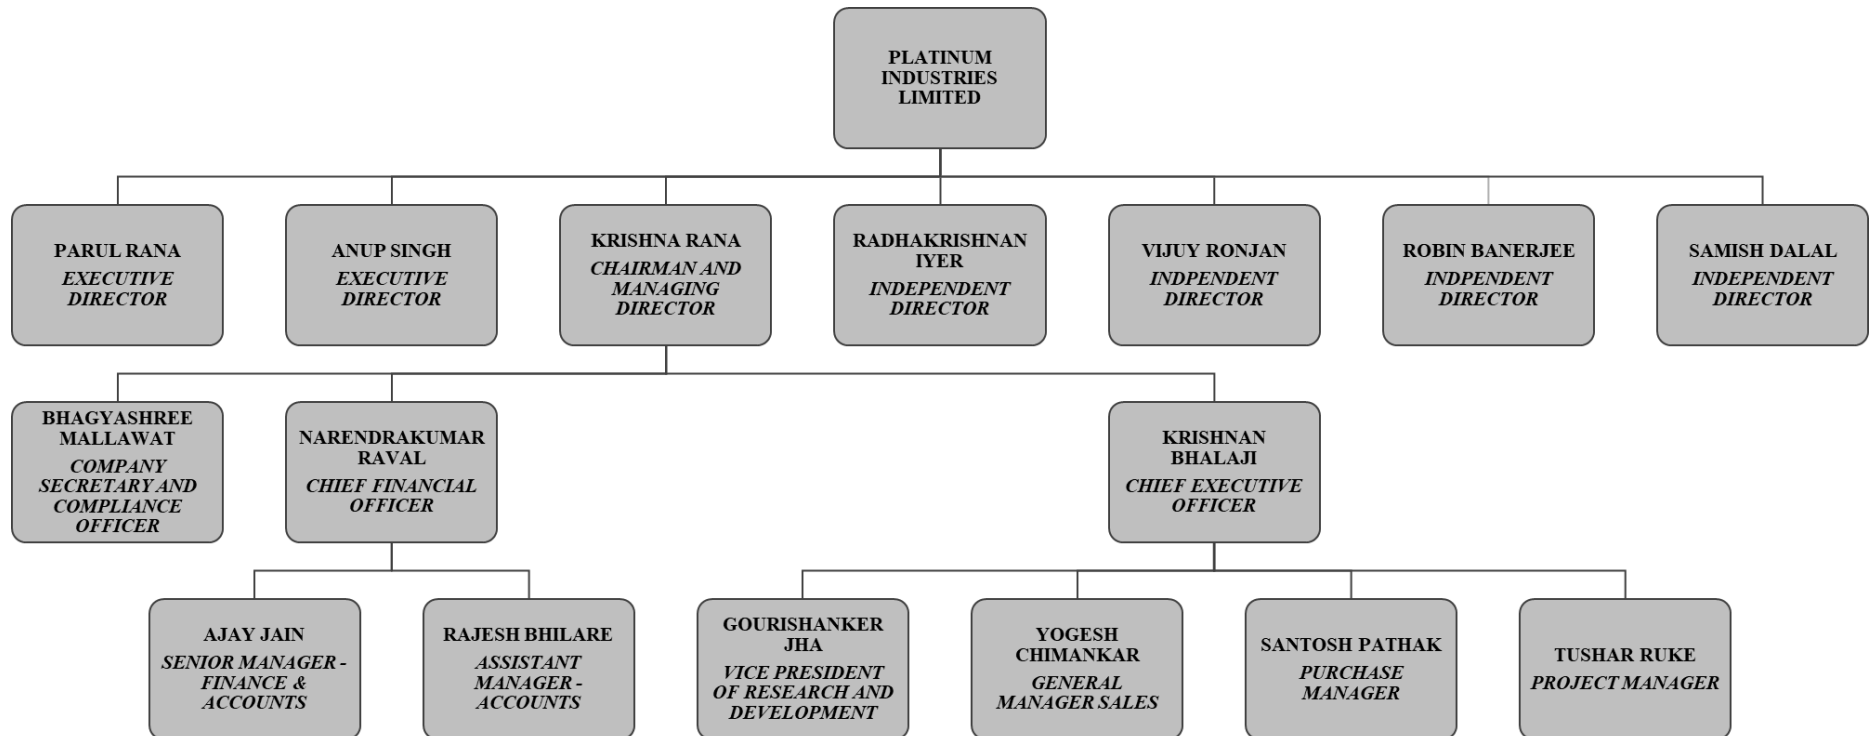 PLATINUM
INDUSTRIES
LIMITED
PARUL RANA
EXECUTIVE
DIRECTOR
ANUP SINGH
EXECUTIVE
DIRECTOR
KRISHNA RANA
CHAIRMAN AND
MANAGING
DIRECTOR
RADHAKRISHNAN
IYER
INDEPENDENT
DIRECTOR
VIJUY RONJAN
INDPENDENT
DIRECTOR
ROBIN BANERJEE
INDPENDENT
DIRECTOR
SAMISH DALAL
INDEPENDENT
DIRECTOR
BHAGYASHREE
MALLAWAT
COMPANY
SECRETARY AND
COMPLIANCE
OFFICER
NARENDRAKUMAR
RAVAL
CHIEF FINANCIAL
OFFICER
KRISHNAN
BHALAJI
CHIEF EXECUTIVE
OFFICER
AJAY JAIN
SENIOR MANAGER -
FINANCE &
ACCOUNTS
RAJESH BHILARE
ASSISTANT
MANAGER -
ACCOUNTS
GOURISHANKER
JHA
VICE PRESIDENT
OF RESEARCH AND
DEVELOPMENT
YOGESH
CHIMANKAR
GENERAL
MANAGER SALES
SANTOSH PATHAK
PURCHASE
MANAGER
TUSHAR RUKE
PROJECT MANAGER